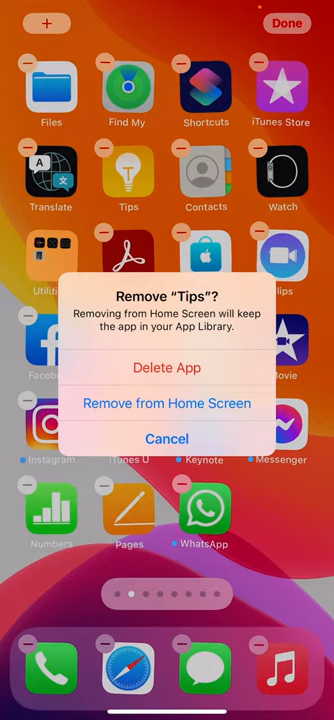 +
Done
Files
Find My
Shortcuts
iTunes Store
Translate
Tips
Contacts
Watch
Remove “Tips”?
Removing from Home Screen will keep
the app in your App Library.
Delete App
Remove from Home Screen
Cancel
Instagram
iTunes U
Keynote
Messenger
Numbers
Pages
WhatsApp